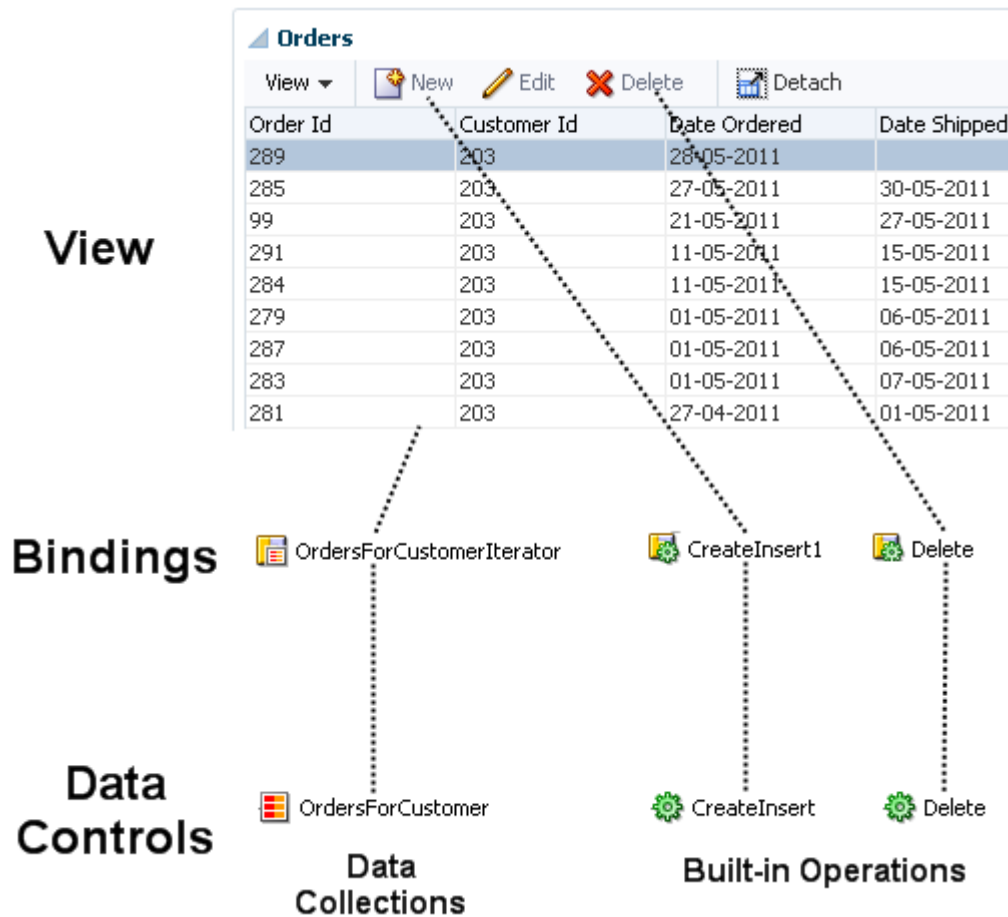 Orders
View New Edit Delete Detach
Order Id Customer Id Date Ordered Date Shipped
289 203 28-05-2011
285 203 27-05-2011 30-05-2011
99 203 21-05-2011 27-05-2011
View
291 203 11-05-2011 15-05-2011
284 203 11-05-2011 15-05-2011
279 203 01-05-2011 06-05-2011
287 203 01-05-2011 06-05-2011
283 203 01-05-2011 07-05-2011
281 203 27-04-2011 01-05-2011
Bindings OrdersForCustomerIterator CreateInsert1 Delete
Data
Controls
OrdersForCustomer CreateInsert Delete
Data
Collections
Built-in Operations